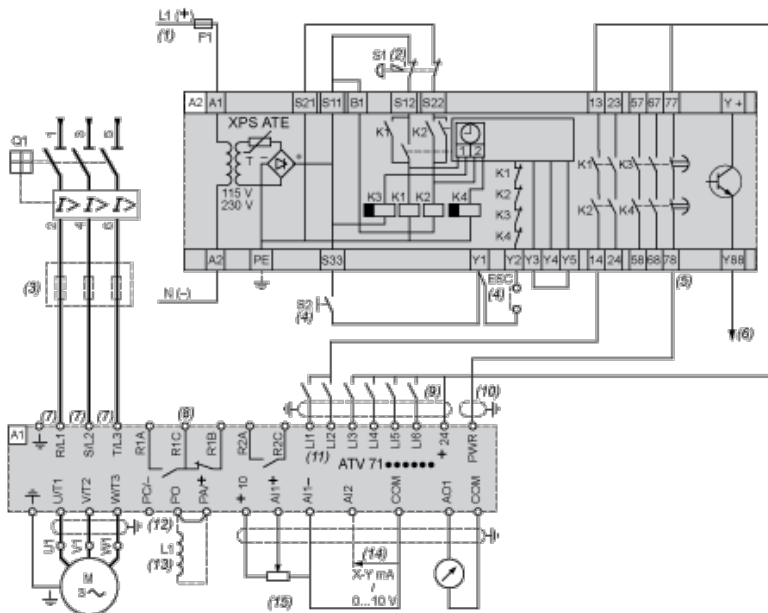 L1 (+)
(1)
F1
S1 (2)
A2 A1 S21 S11 B1 S12 S22 13 23 57 67 77 Y+
XPS ATE
T
+
115 V
230 V
K1 K2
1 2
K3 K1 K2 K4
K1
K2
K3
K4
K1 K3
K2 K4
A2 PE S33 Y1 Y2 Y3 Y4 Y5 14 24 58 68 78 Y88
Q1
1 3 5
2 4 6
(3)
N (–)
S2
(4)
ESC
(4)
(5)
(6)
(7) (7) (7)
(8)
(9)
(10)
A1
R/L1 S/L2 T/L3 R1A R1C R1B R2A R2C LI1 LI2 LI3 LI4 LI5 LI6 + 24 PWR
(11)
ATV 71
U/T1 V/T2 W/T3 PC/– PO PA/+ + 10 AI1+ AI1– AI2 COM AO1 COM
(12)
U1 V1 W1
L1
(13)
(14)
X-Y mA
/
0...10 V
(15)
M
3